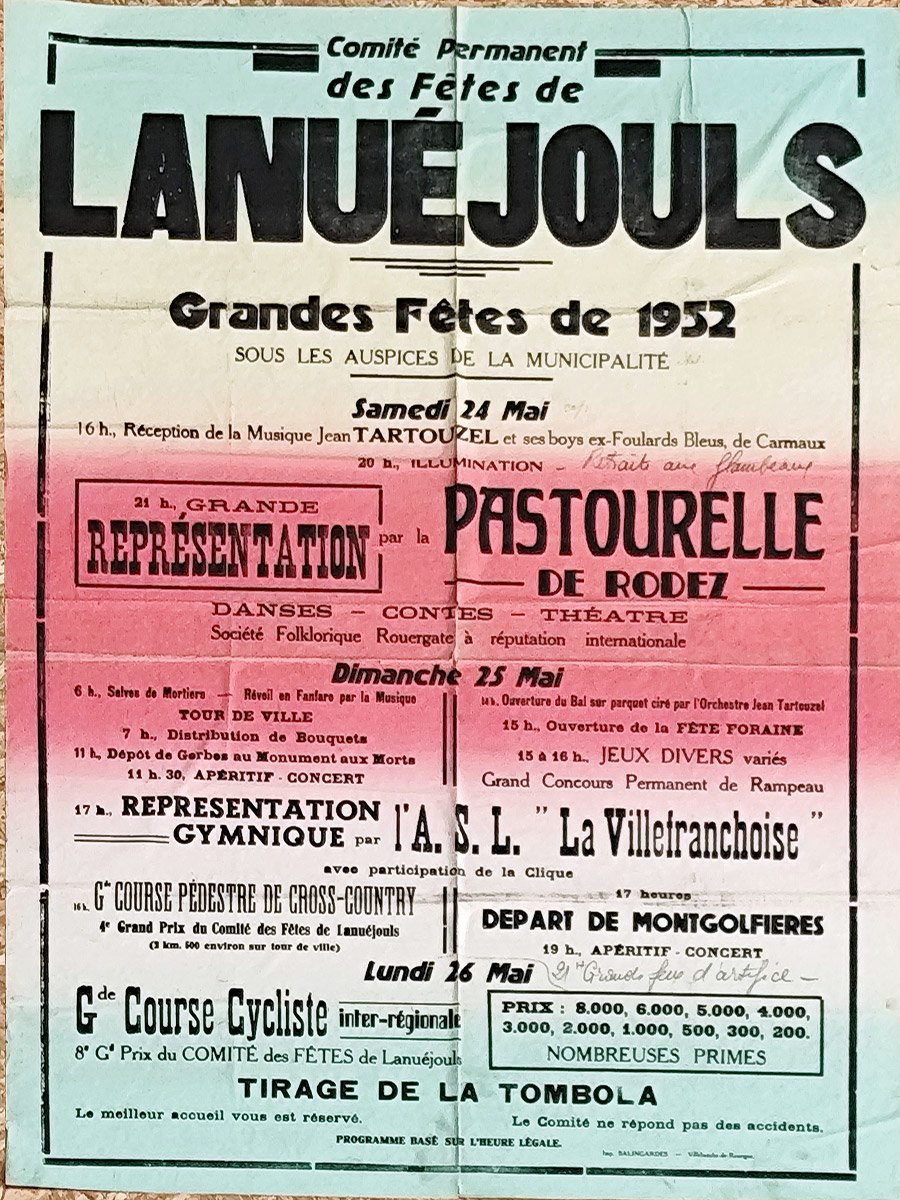 Comité Permanent
des Fêtes de
LANUÉJOULS
Grandes Fêtes de 1952
SOUS LES AUSPICES DE LA MUNICIPALITÉ
Samedi 24 Mai
16 h., Réception de la Musique Jean TARTOUZEL et ses boys ex-Foulards Bleus, de Carmaux
20 h., ILLUMINATION - Retraite aux flambeaux
21 h., GRANDE
REPRÉSENTATION
par la
PASTOURELLE
DE RODEZ
DANSES - CONTES - THÉATRE
Société Folklorique Rouergate à réputation internationale
Dimanche 25 Mai
6 h., Salves de Mortiers — Réveil en Fanfare par la Musique
TOUR DE VILLE
7 h., Distribution de Bouquets
11 h., Dépôt de Gerbes au Monument aux Morts
11 h. 30, APÉRITIF - CONCERT
14 h. Ouverture du Bal sur parquet ciré par l'Orchestre Jean Tartouzel
15 h., Ouverture de la FÊTE FORAINE
15 à 16 h., JEUX DIVERS variés
Grand Concours Permanent de Rampeau
17 h., REPRESENTATION
GYMNIQUE par l'A. S. L. " La Villefranchoise "
avec participation de la Clique
16 h. Gde COURSE PÉDESTRE DE CROSS-COUNTRY
4e Grand Prix du Comité des Fêtes de Lanuéjouls
(3 km. 500 environ sur tour de ville)
17 heures
DEPART DE MONTGOLFIERES
19 h., APÉRITIF - CONCERT
21 H Grands feux d'artifice -
Lundi 26 Mai
Gde Course Cycliste inter-régionale
8e Gd Prix du COMITÉ des FÊTES de Lanuéjouls
PRIX : 8.000, 6.000, 5.000, 4.000,
3.000, 2.000, 1.000, 500, 300, 200.
NOMBREUSES PRIMES
TIRAGE DE LA TOMBOLA
Le meilleur accueil vous est réservé.
Le Comité ne répond pas des accidents.
PROGRAMME BASÉ SUR L'HEURE LÉGALE.
Imp. SALINGARDES - Villefranche-de-Rouergue.